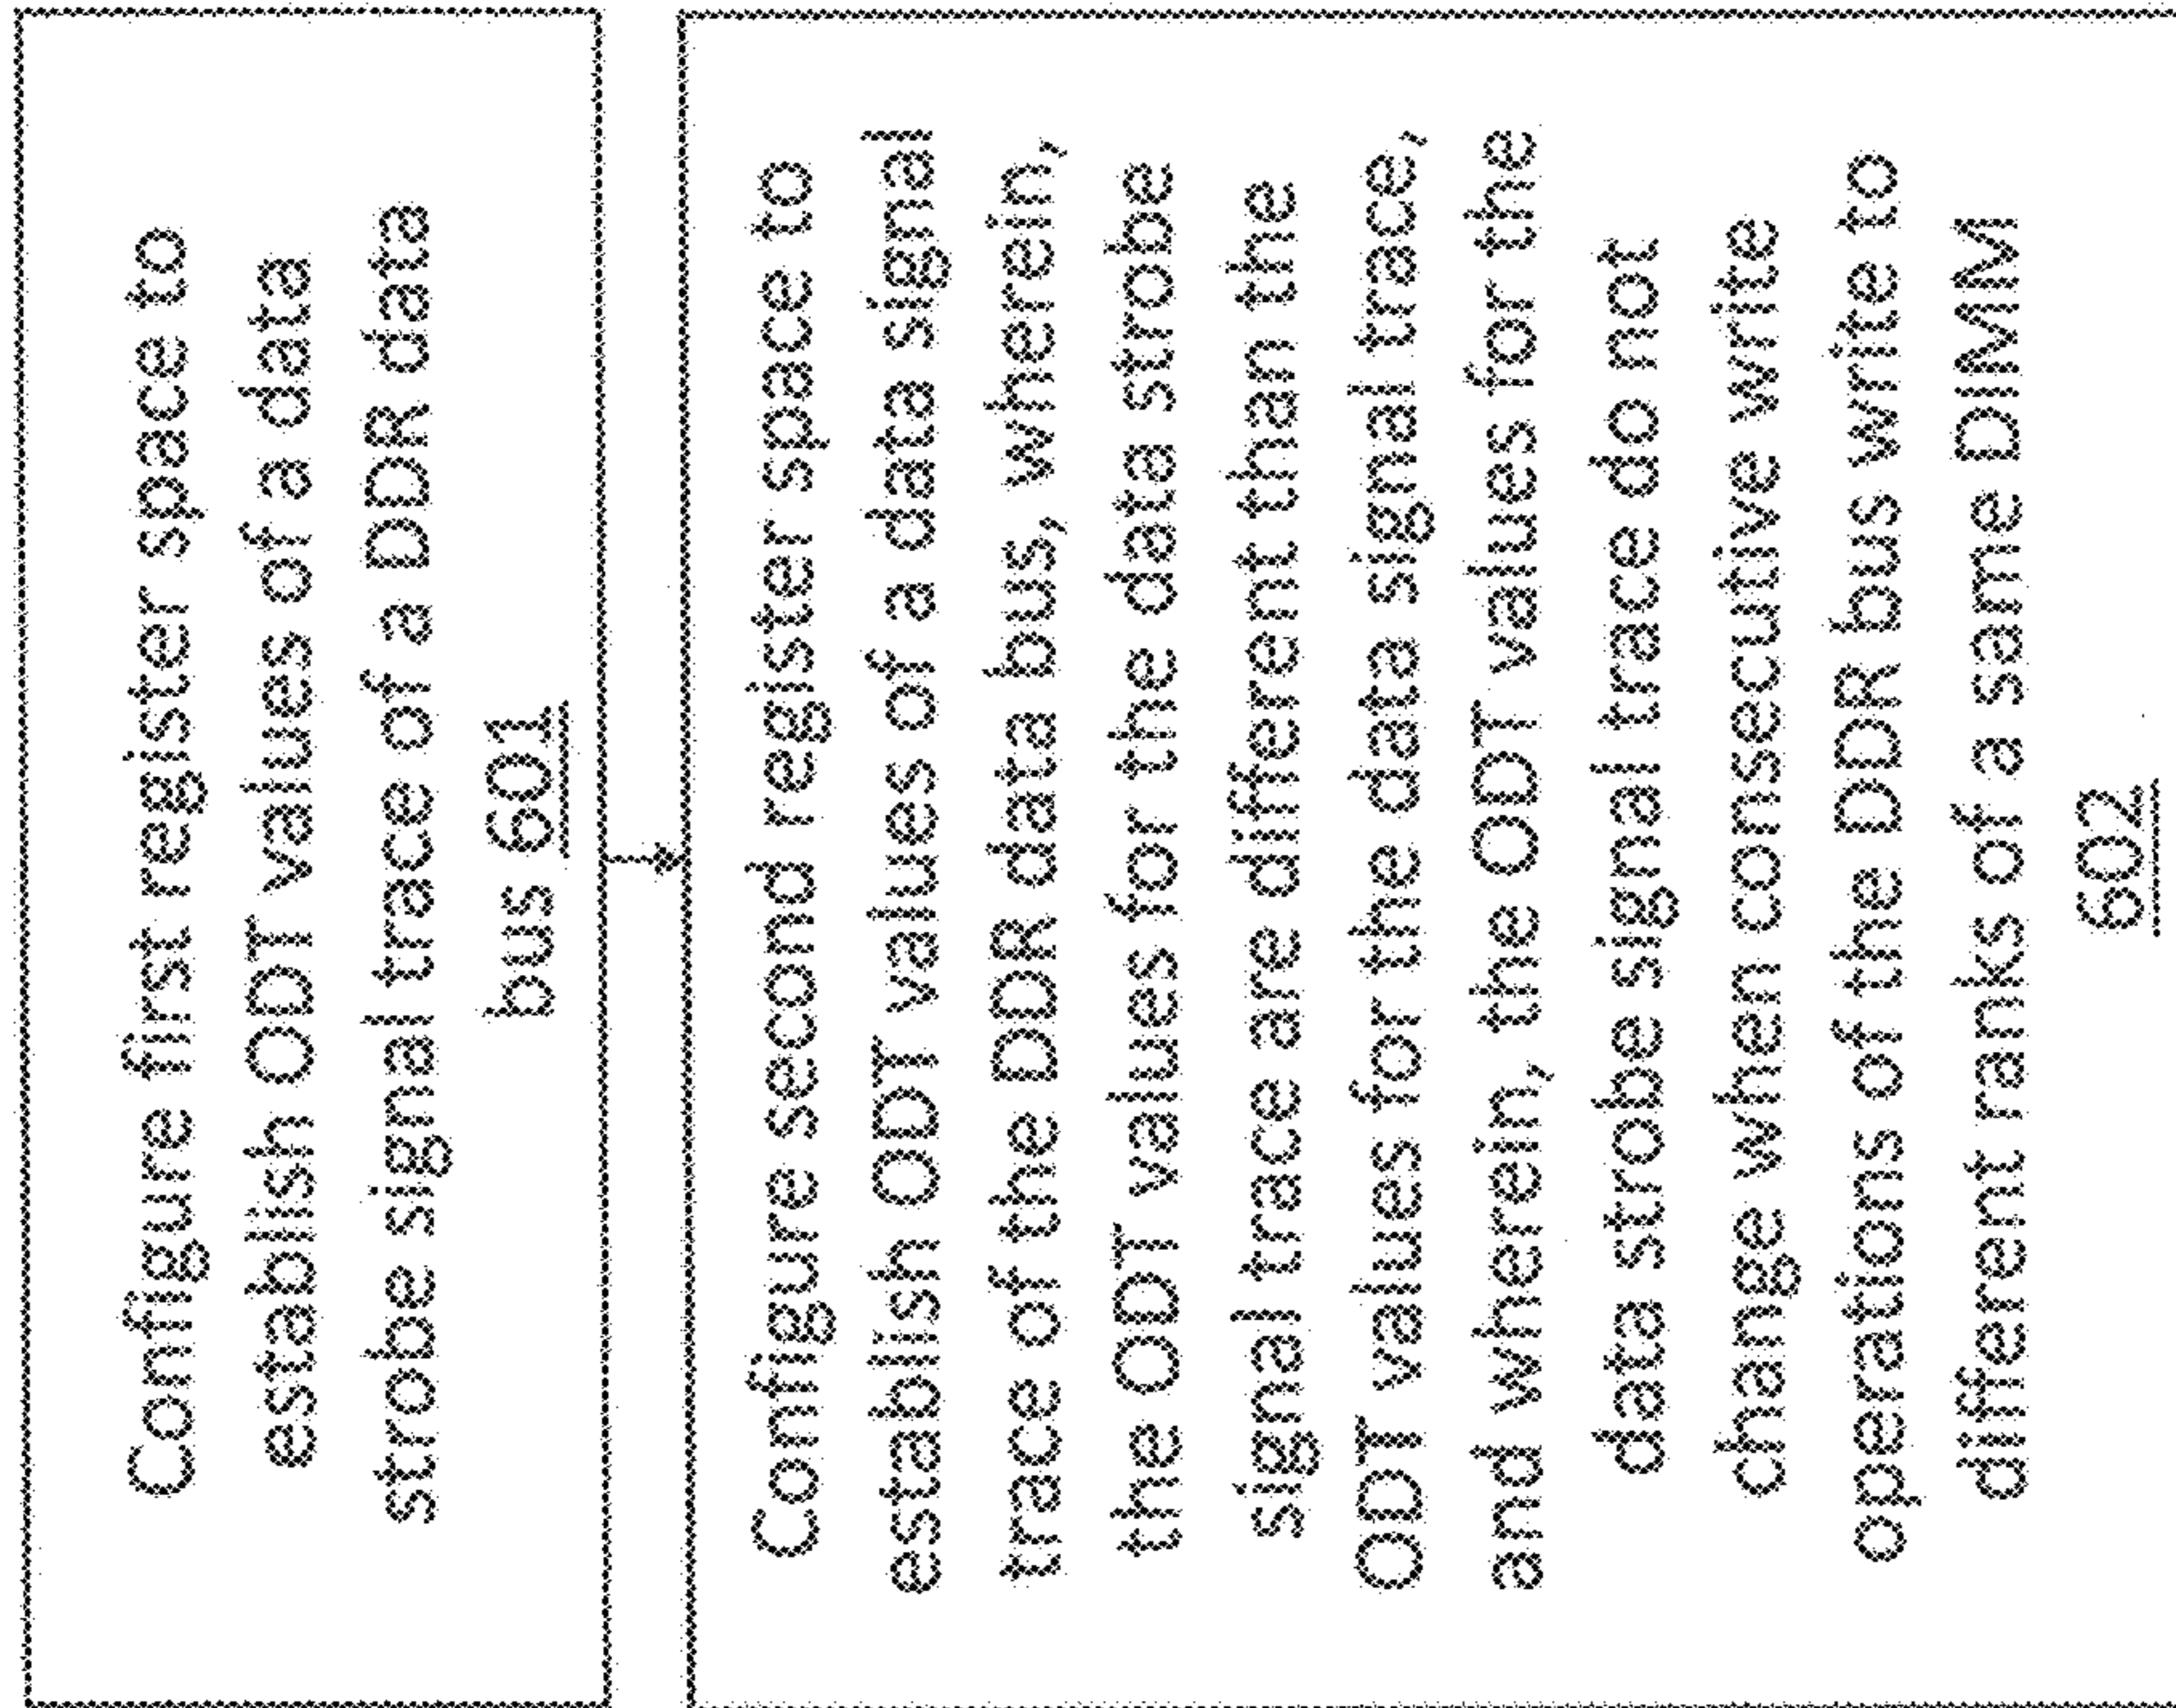 Configure first register space to
establish ODT values of a data
strobe signal trace of a DDR data
bus 601
Configure second register space to
establish ODT values of a data signal
trace of the DDR data bus, wherein,
the ODT values for the data strobe
signal trace are different than the
ODT values for the data signal trace,
and wherein, the ODT values for the
data strobe signal trace do not
change when consecutive write
operations of the DDR bus write to
different ranks of a same DIMM
602